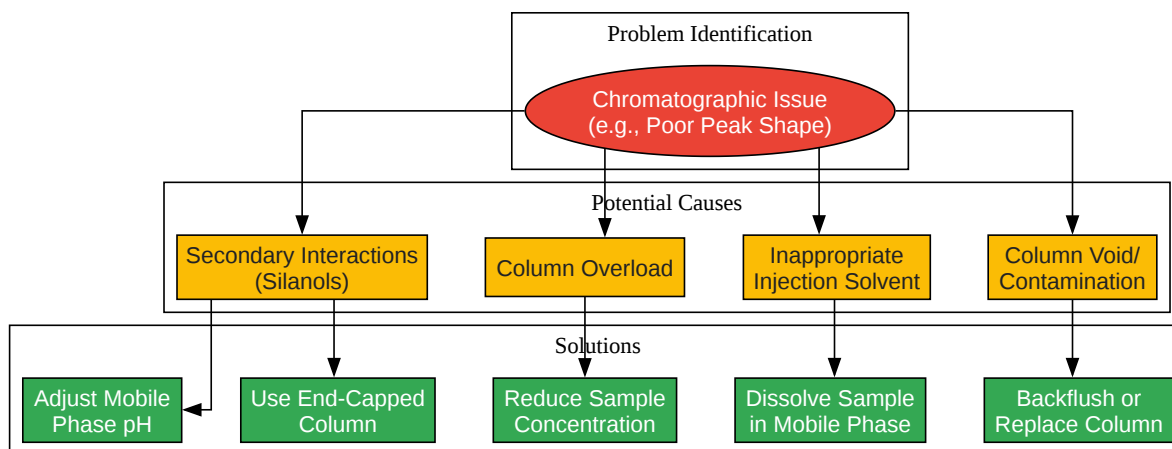 Problem Identification
Chromatographic Issue
(e.g., Poor Peak Shape)
Potential Causes
Secondary Interactions
(Silanols)
Column Overload
Inappropriate
Injection Solvent
Column Void/
Contamination
Solutions
Adjust Mobile
Phase pH
Use End-Capped
Column
Reduce Sample
Concentration
Dissolve Sample
in Mobile Phase
Backflush or
Replace Column